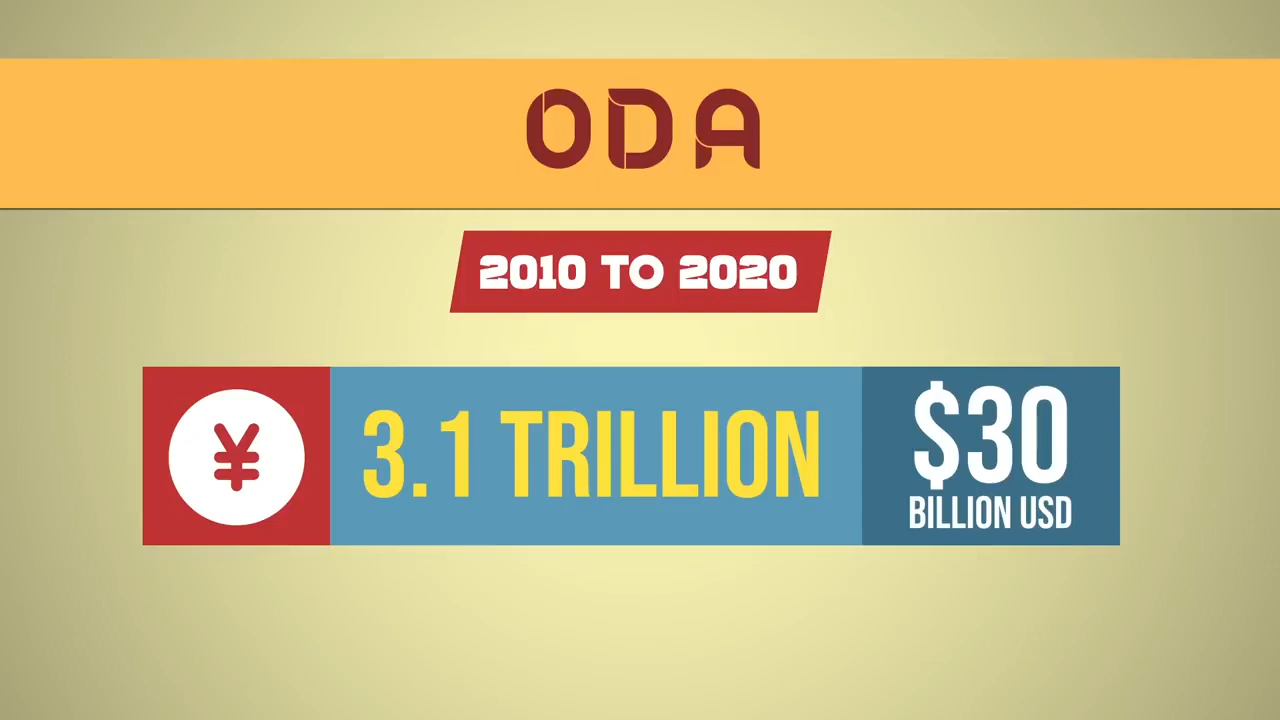 ODA
2010 TO 2020
¥ 3.1 TRILLION
$30
BILLION USD